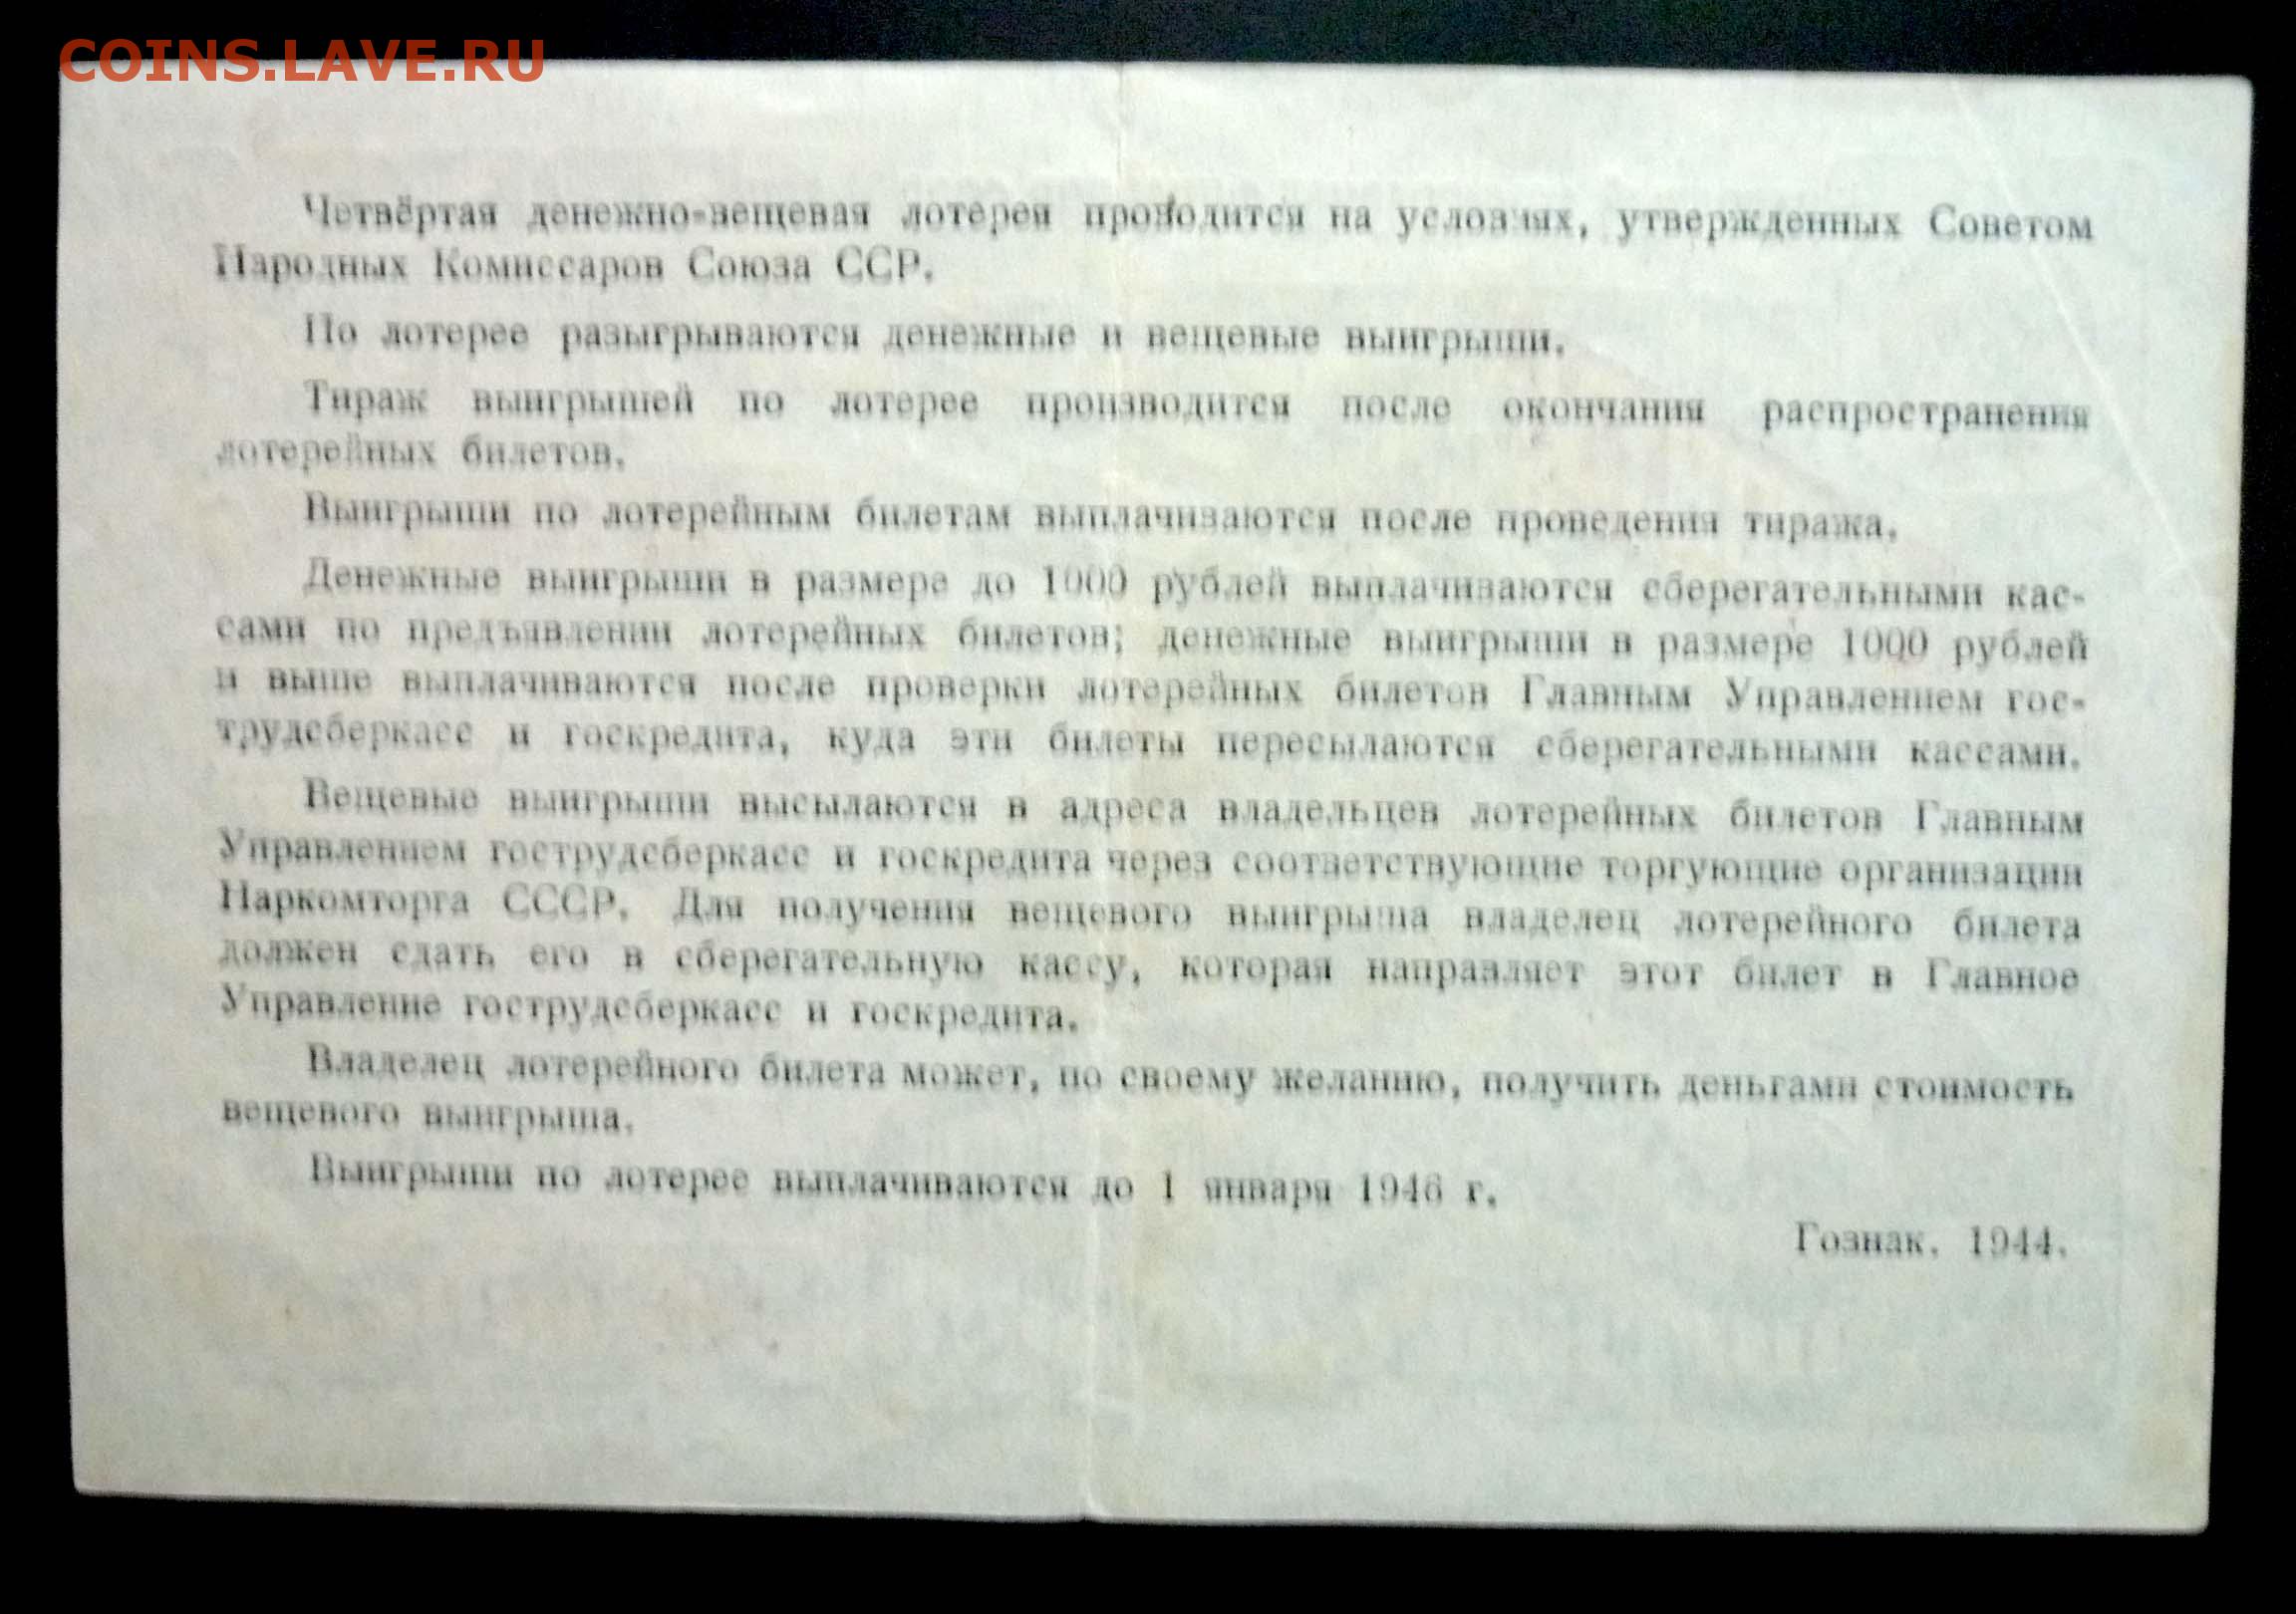 COINS.LAVE.RU
Четвёртая денежно-вещевая лотерея проводится на условиях, утвержденных Советом
Народных Комиссаров Союза ССР.
По лотерее разыгрываются денежные и вещевые выигрыши.
Тираж выигрышей по лотерее производится после окончания распространения
лотерейных билетов.
Выигрыши по лотерейным билетам выплачиваются после проведения тиража.
Денежные выигрыши в размере до 1000 рублей выплачиваются сберегательными кас-
сами по предъявлении лотерейных билетов; денежные выигрыши в размере 1000 рублей
и выше выплачиваются после проверки лотерейных билетов Главным Управлением гос-
трудсберкасс и госкредита, куда эти билеты пересылаются сберегательными кассами.
Вещевые выигрыши высылаются в адреса владельцев лотерейных билетов Главным
Управлением гострудсберкасс и госкредита через соответствующие торгующие организации
Наркомторга СССР. Для получения вещевого выигрыша владелец лотерейного билета
должен сдать его в сберегательную кассу, которая направляет этот билет в Главное
Управление гострудсберкасс и госкредита.
Владелец лотерейного билета может, по своему желанию, получить деньгами стоимость
вещевого выигрыша.
Выигрыши по лотерее выплачиваются до 1 января 1946 г.
Гознак. 1944.